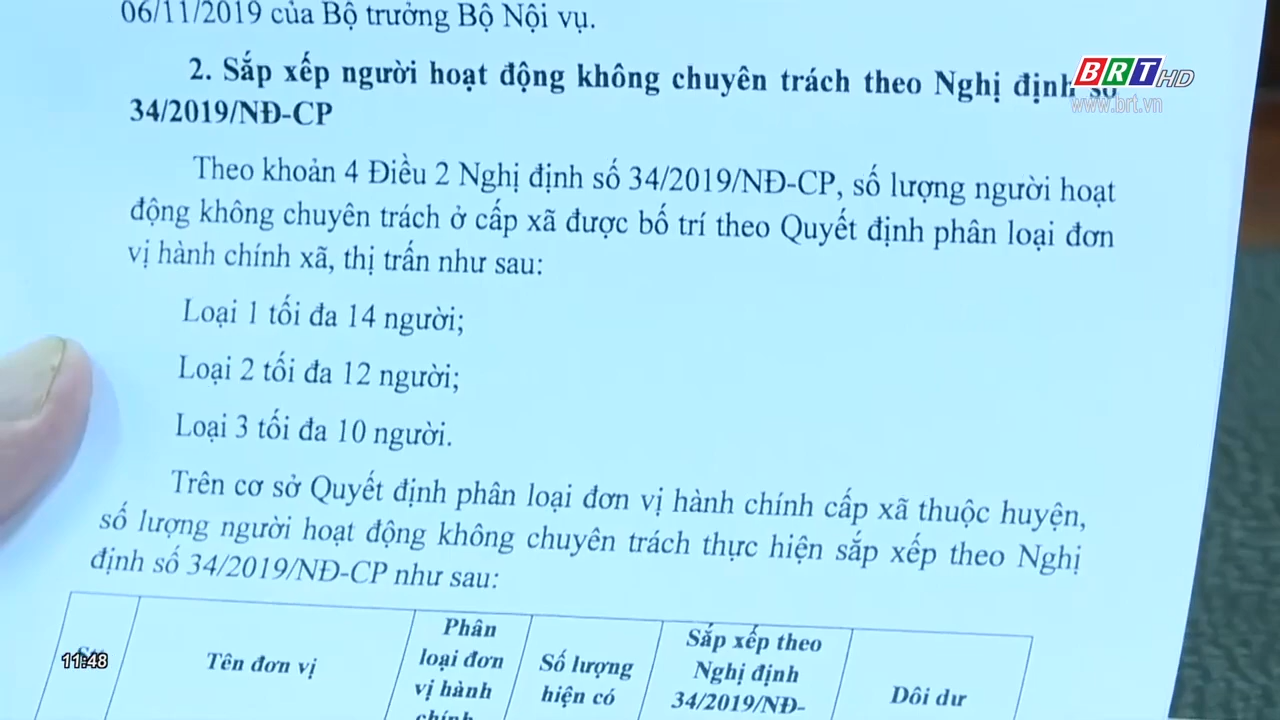 06/11/2019 của Bộ trưởng Bộ Nội vụ.
BRT HD
www.brt.vn
2. Sắp xếp người hoạt động không chuyên trách theo Nghị định số
34/2019/NĐ-CP
Theo khoản 4 Điều 2 Nghị định số 34/2019/NĐ-CP, số lượng người hoạt
động không chuyên trách ở cấp xã được bố trí theo Quyết định phân loại đơn
vị hành chính xã, thị trấn như sau:
Loại 1 tối đa 14 người;
Loại 2 tối đa 12 người;
Loại 3 tối đa 10 người.
Trên cơ sở Quyết định phân loại đơn vị hành chính cấp xã thuộc huyện,
số lượng người hoạt động không chuyên trách thực hiện sắp xếp theo Nghị
định số 34/2019/NĐ-CP như sau:
11:48
Tên đơn vị
Phân
loại đơn
vị hành
chính
Số lượng
hiện có
Sắp xếp theo
Nghị định
34/2019/NĐ-
Dôi dư